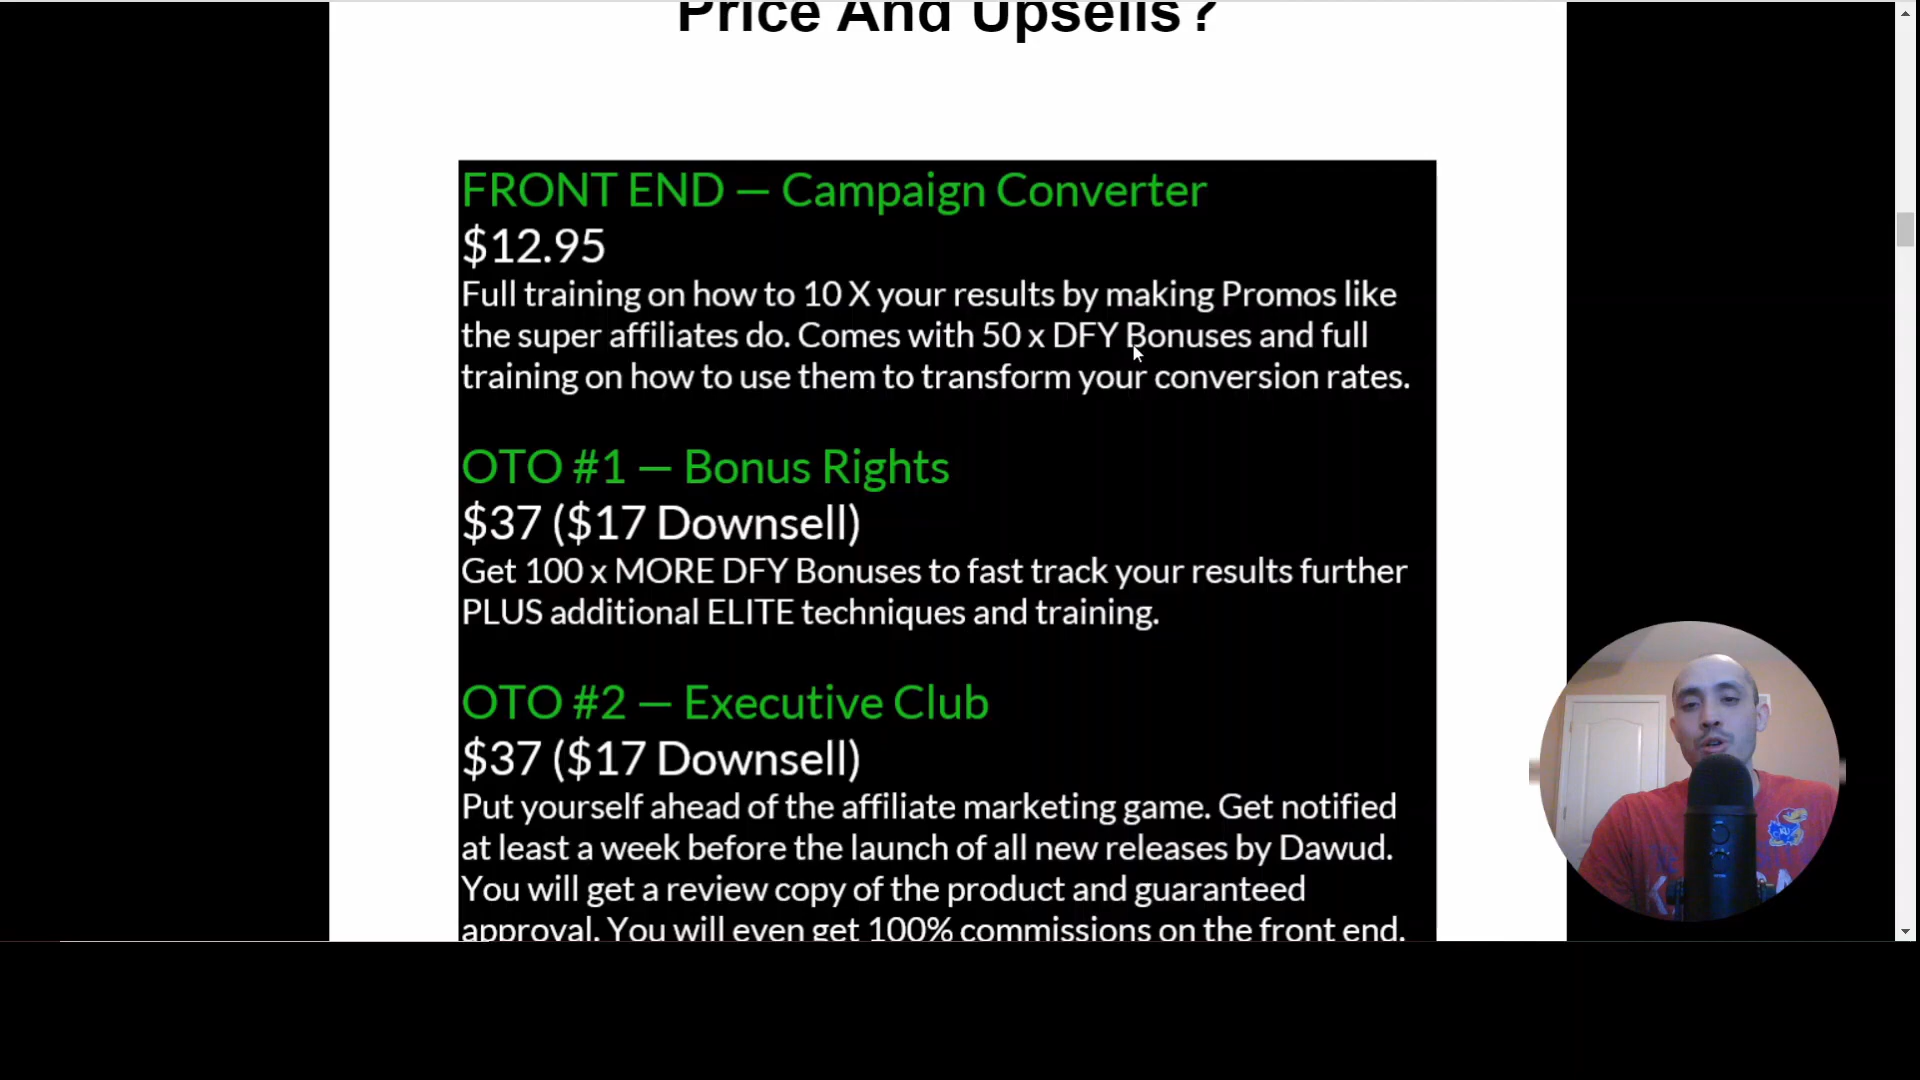 Price And Upsells?
FRONT END — Campaign Converter
$12.95
Full training on how to 10 X your results by making Promos like
the super affiliates do. Comes with 50 x DFY Bonuses and full
training on how to use them to transform your conversion rates.
OTO #1 — Bonus Rights
$37 ($17 Downsell)
Get 100 x MORE DFY Bonuses to fast track your results further
PLUS additional ELITE techniques and training.
OTO #2 — Executive Club
$37 ($17 Downsell)
Put yourself ahead of the affiliate marketing game. Get notified
at least a week before the launch of all new releases by Dawud.
You will get a review copy of the product and guaranteed
approval. You will even get 100% commissions on the front end.